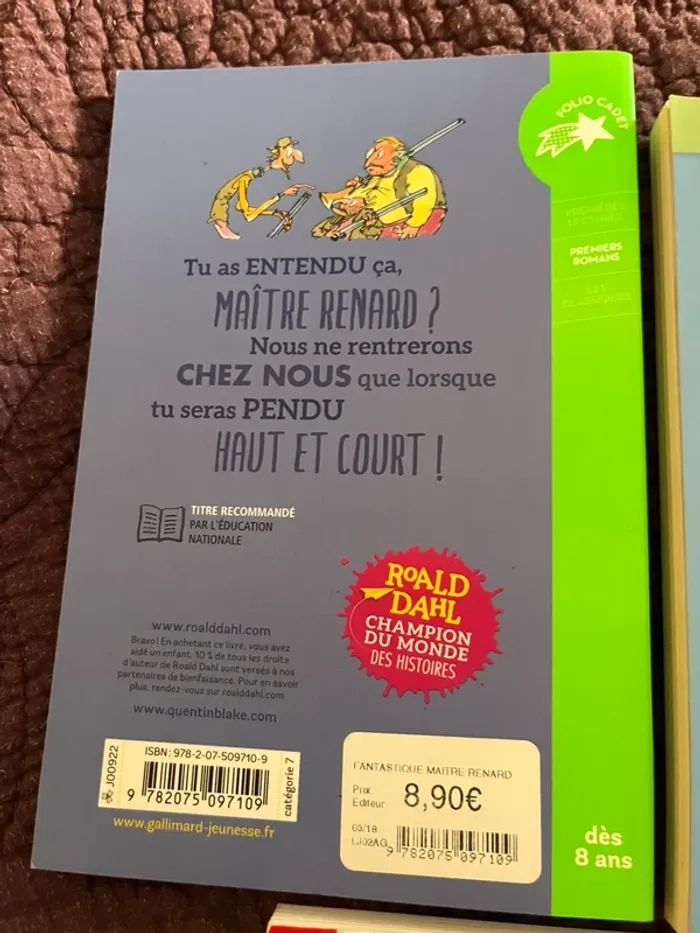 FOLIO CADET
PREMIÈRES
LECTURES
PREMIERS
ROMANS
LES
CLASSIQUES
Tu as ENTENDU ça,
MAÎTRE RENARD ?
Nous ne rentrerons
CHEZ NOUS que lorsque
tu seras PENDU
HAUT ET COURT !
TITRE RECOMMANDÉ
PAR L'ÉDUCATION
NATIONALE
ROALD
DAHL
CHAMPION
DU MONDE
DES HISTOIRES
www.roalddahl.com
Bravo! En achetant ce livre, vous avez
aidé un enfant. 10 % de tous les droits
d'auteur de Roald Dahl sont versés à nos
partenaires de bienfaisance. Pour en savoir
plus, rendez-vous sur roalddahl.com
www.quentinblake.com
J00922
ISBN: 978-2-07-509710-9
9 782075 097109
catégorie 7
www.gallimard-jeunesse.fr
FANTASTIQUE MAITRE RENARD
Prix
Editeur
8,90€
03/18
LJ02AG
9 782075 097109
dès
8 ans